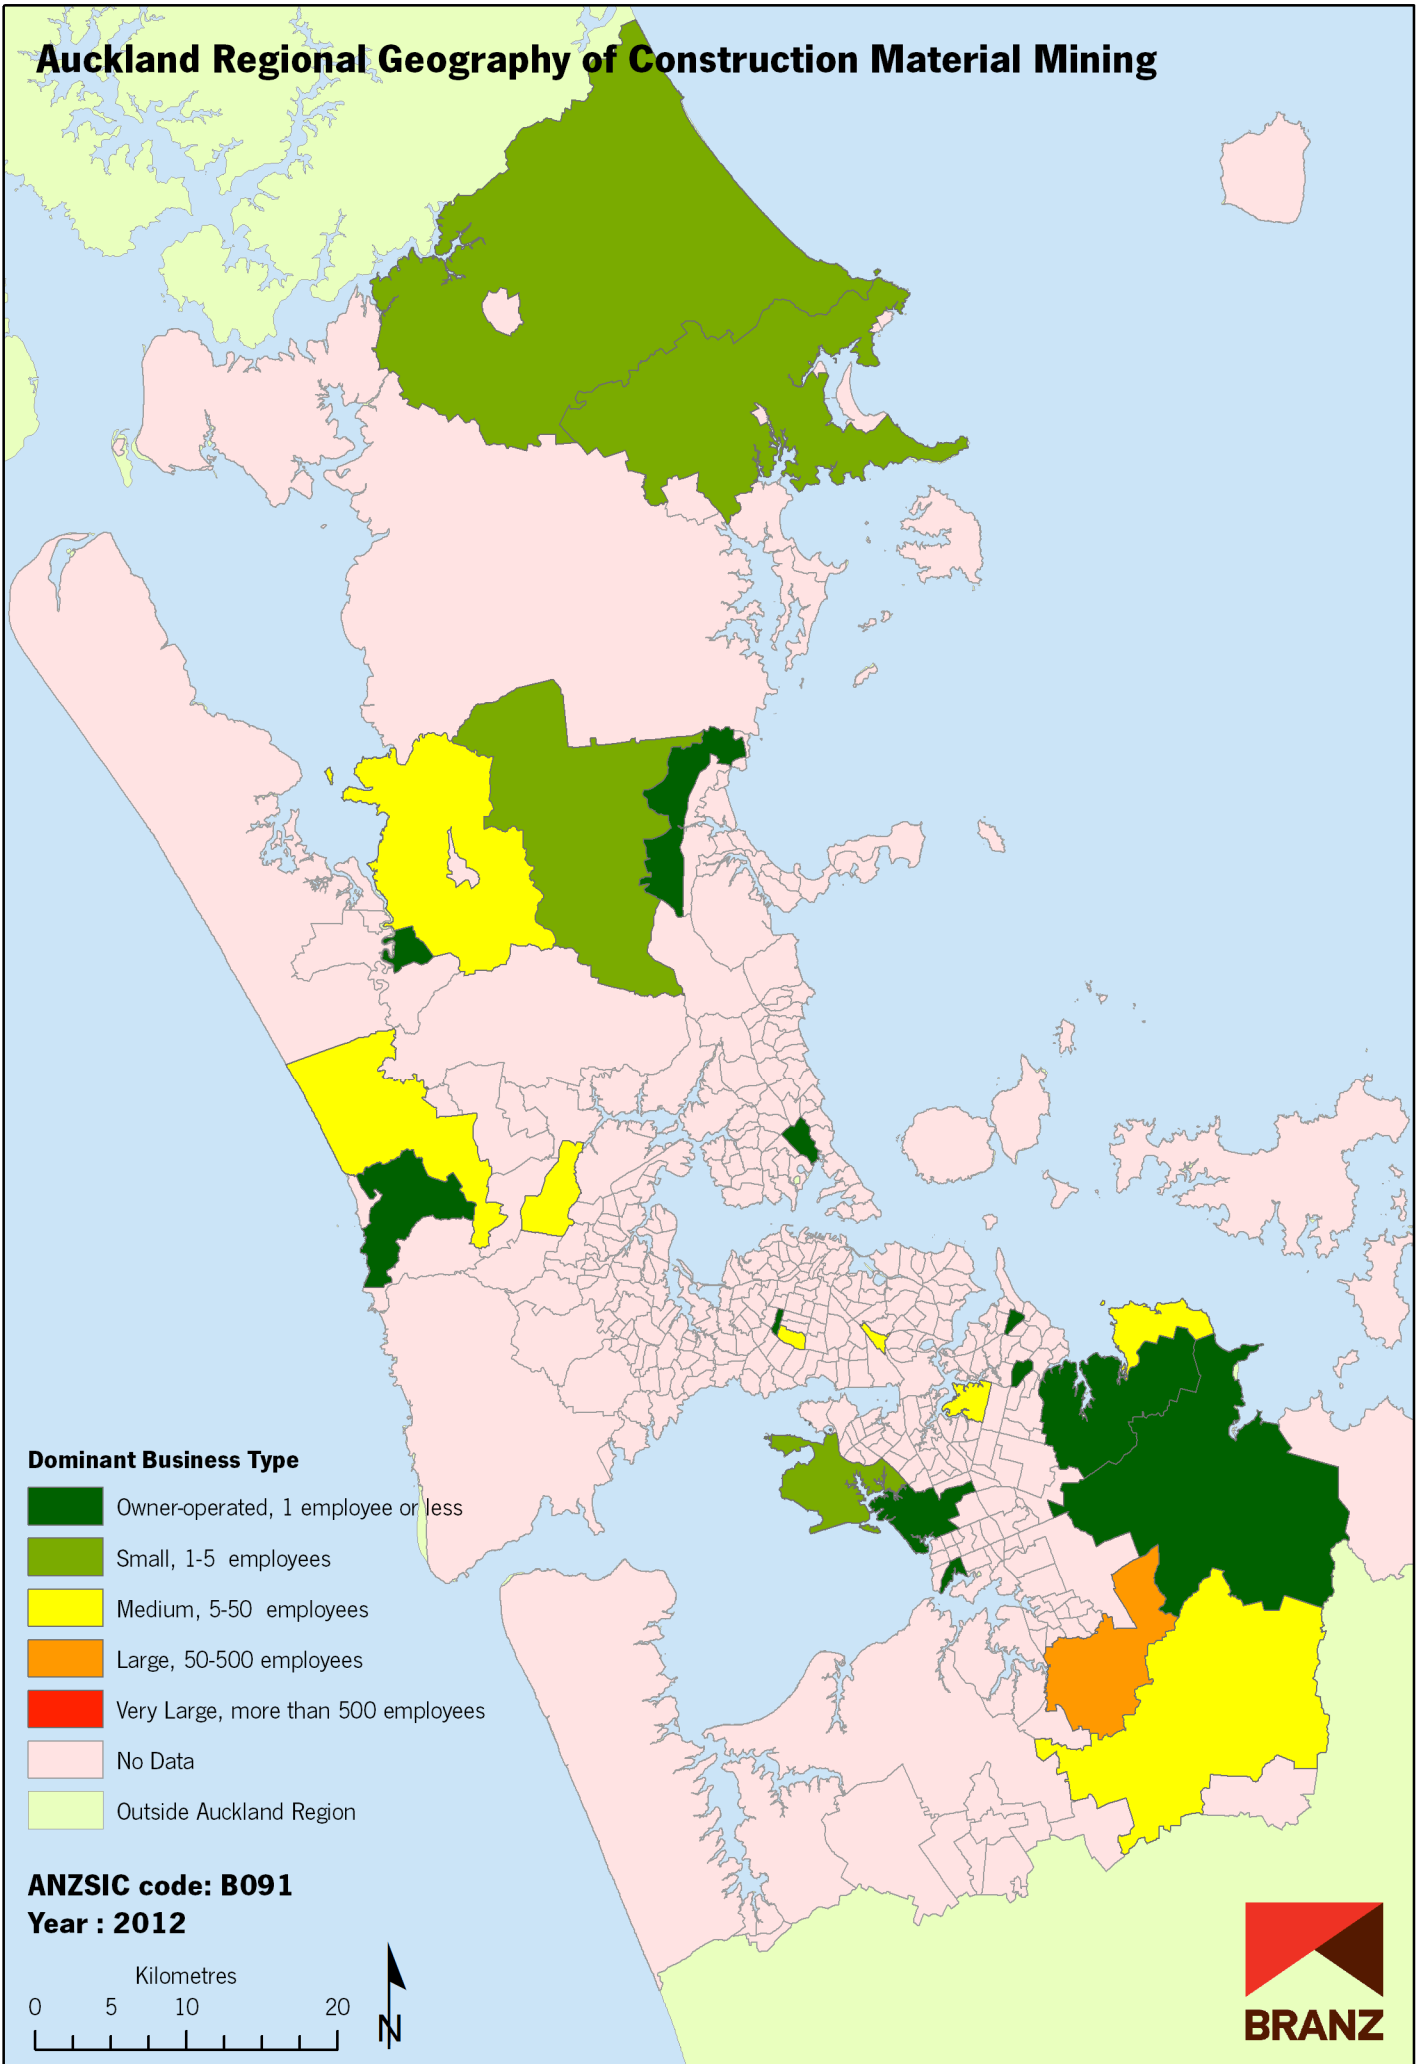 Auckland Regional Geography of Construction Material Mining
Dominant Business Type
Owner-operated, 1 employee or less
Small, 1-5 employees
Medium, 5-50 employees
Large, 50-500 employees
Very Large, more than 500 employees
No Data
Outside Auckland Region
ANZSIC code: B091
Year : 2012
Kilometres
0 5 10 20
N
BRANZ